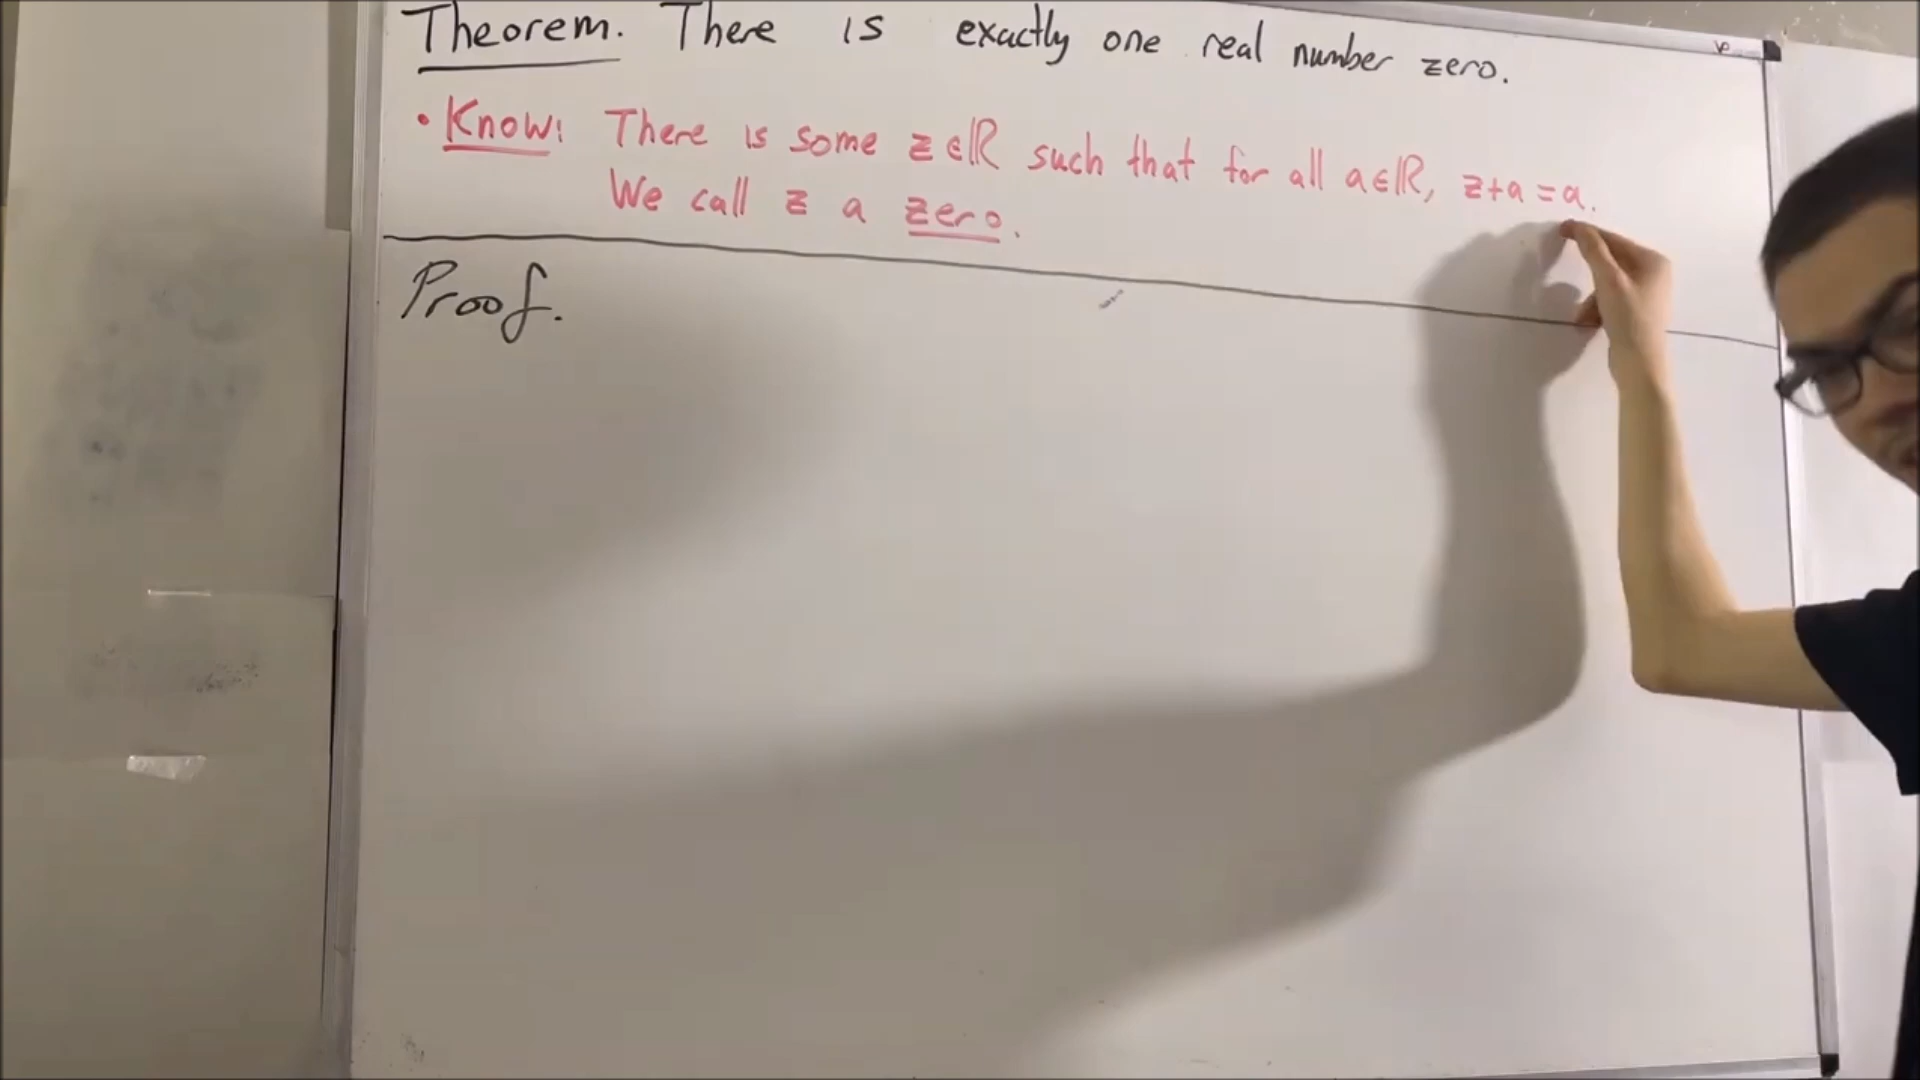 Theorem. There is exactly one real number zero.
• Know: There is some z∈ℝ such that for all a∈ℝ, z+a=a.
We call z a zero.
Proof.